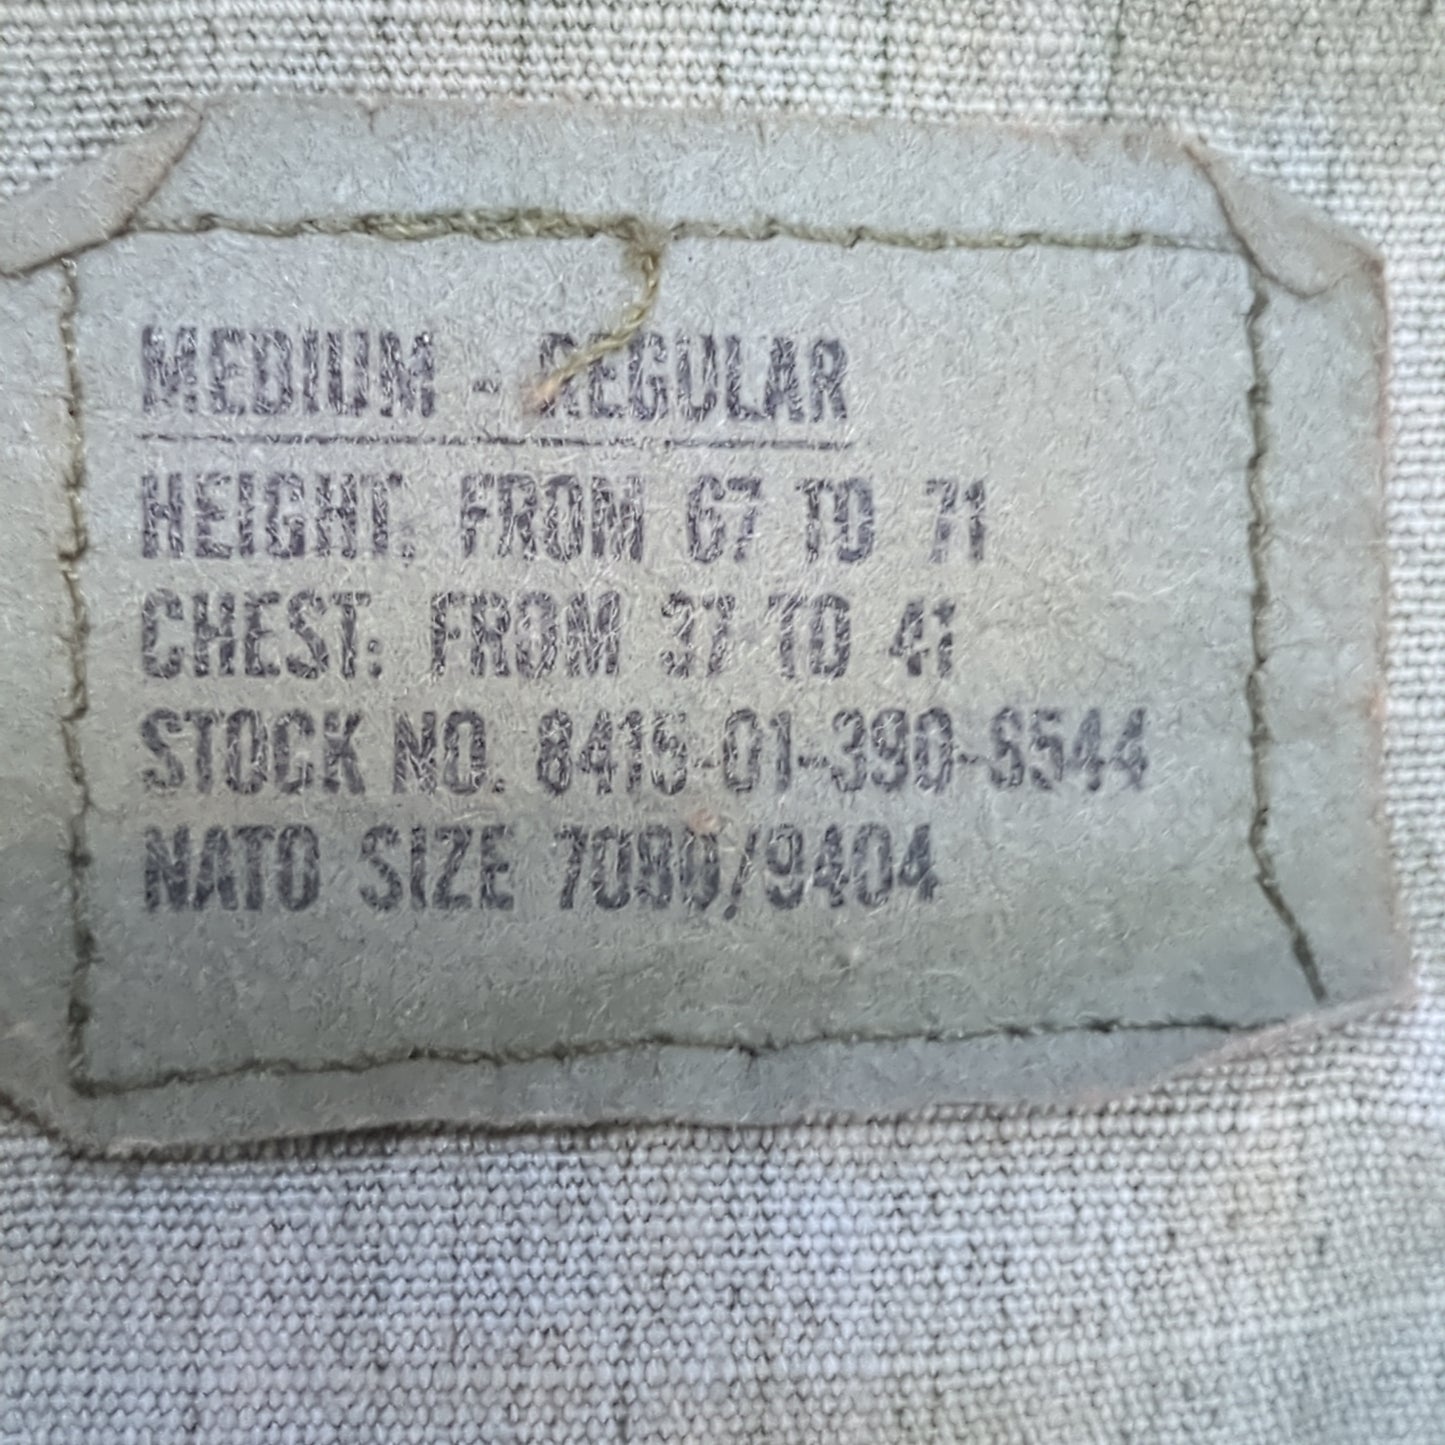 MEDIUM - REGULAR
HEIGHT: FROM 67 TO 71
CHEST: FROM 37 TO 41
STOCK NO. 8415-01-390-8544
NATO SIZE 7080/9404